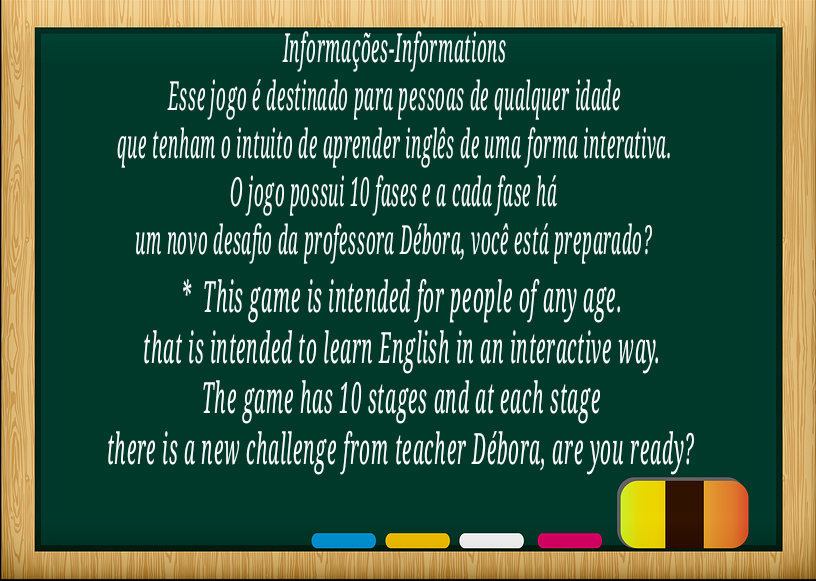 Informações-Informations
Esse jogo é destinado para pessoas de qualquer idade
que tenham o intuito de aprender inglês de uma forma interativa.
O jogo possui 10 fases e a cada fase há
um novo desafio da professora Débora, você está preparado?
* This game is intended for people of any age.
that is intended to learn English in an interactive way.
The game has 10 stages and at each stage
there is a new challenge from teacher Débora, are you ready?